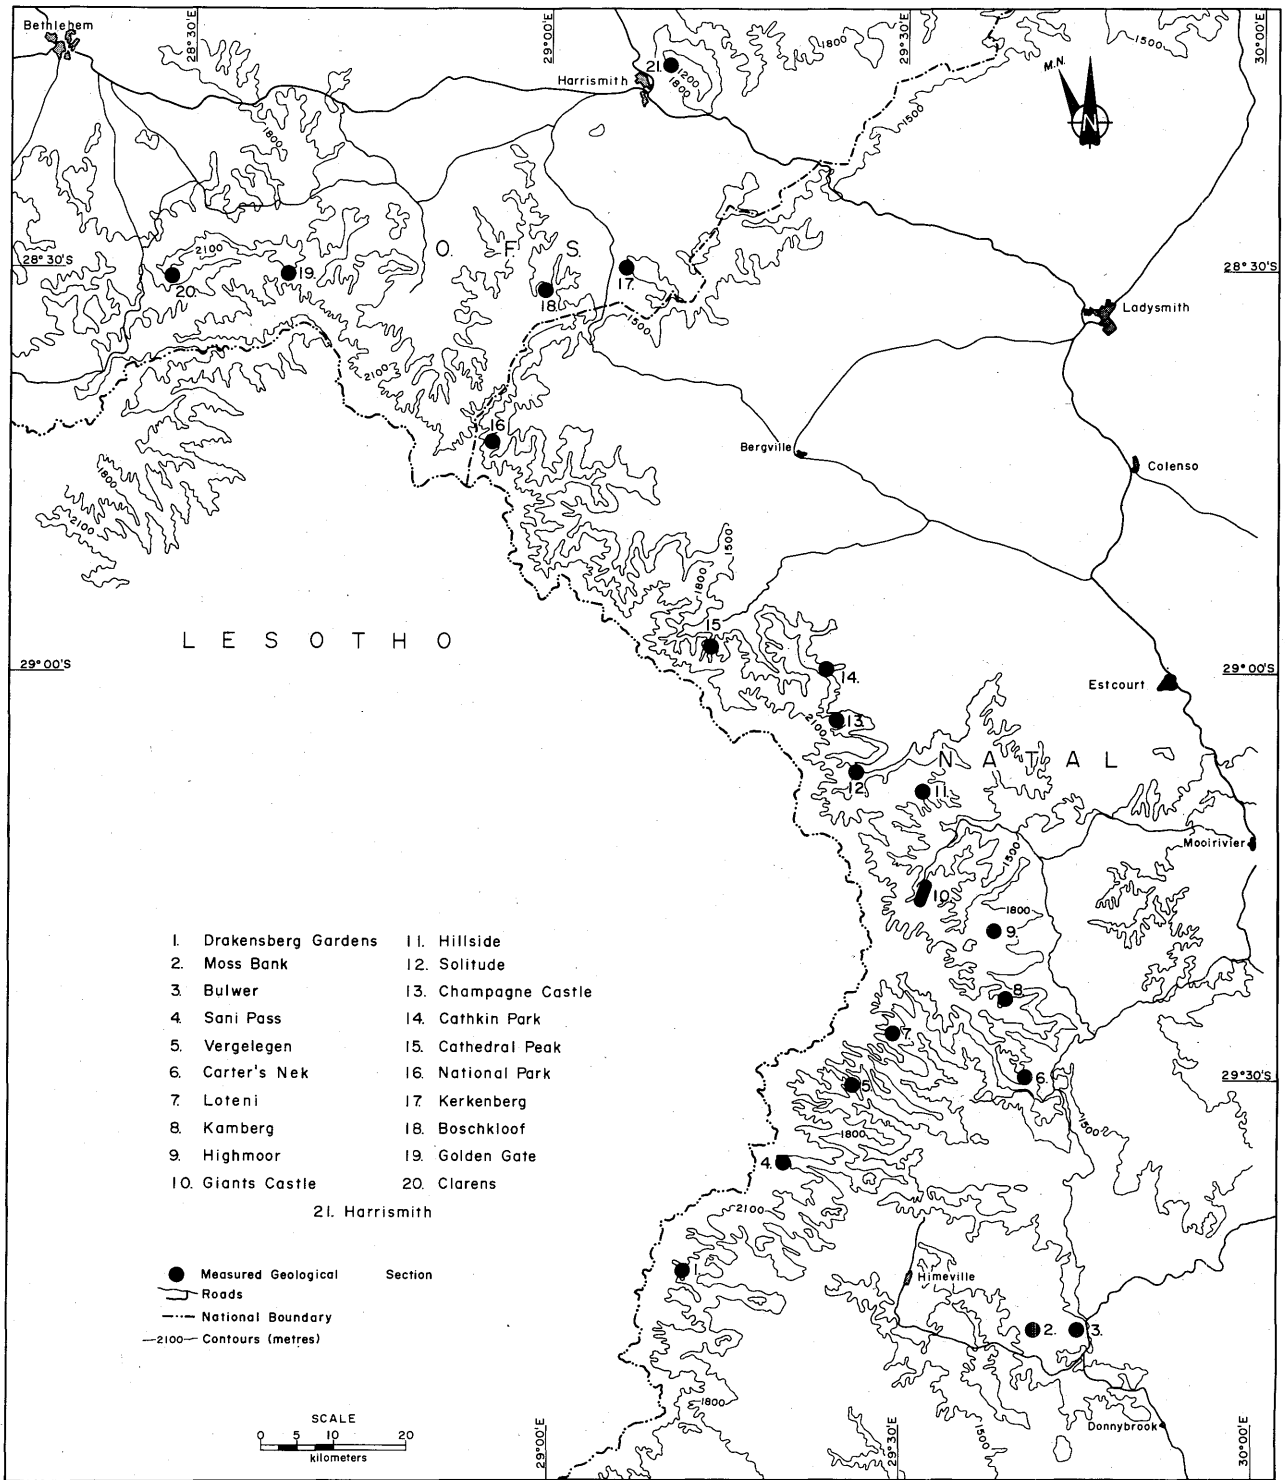 Bethlehem
28° 30'E
29° 00'E
29° 30'E
30° 00'E
1800
1500
M.N.
N
21.
1200
1800
Harrismith
1800
1500
O. F. S.
28° 30'S
2100
20.
19.
18.
17.
1500
28° 30'S
Ladysmith
2100
16
Bergville
Colenso
1800
2100
1500
1800
LESOTHO
15
14.
29° 00'S
29° 00'S
Estcourt
13.
2100
12.
11.
NATAL
Mooirivier
1500
10.
1800
9.
8.
7.
6.
5.
29° 30'S
1500
1800
4.
2100
1.
Himeville
2.
3.
1800
1500
Donnybrook
1. Drakensberg Gardens
2. Moss Bank
3. Bulwer
4. Sani Pass
5. Vergelegen
6. Carter's Nek
7. Loteni
8. Kamberg
9. Highmoor
10. Giants Castle
11. Hillside
12. Solitude
13. Champagne Castle
14. Cathkin Park
15. Cathedral Peak
16. National Park
17. Kerkenberg
18. Boschkloof
19. Golden Gate
20. Clarens
21. Harrismith
Measured Geological Section
Roads
National Boundary
2100 Contours (metres)
SCALE
0 5 10 20
kilometers
29° 00'E
29° 30'E
30° 00'E